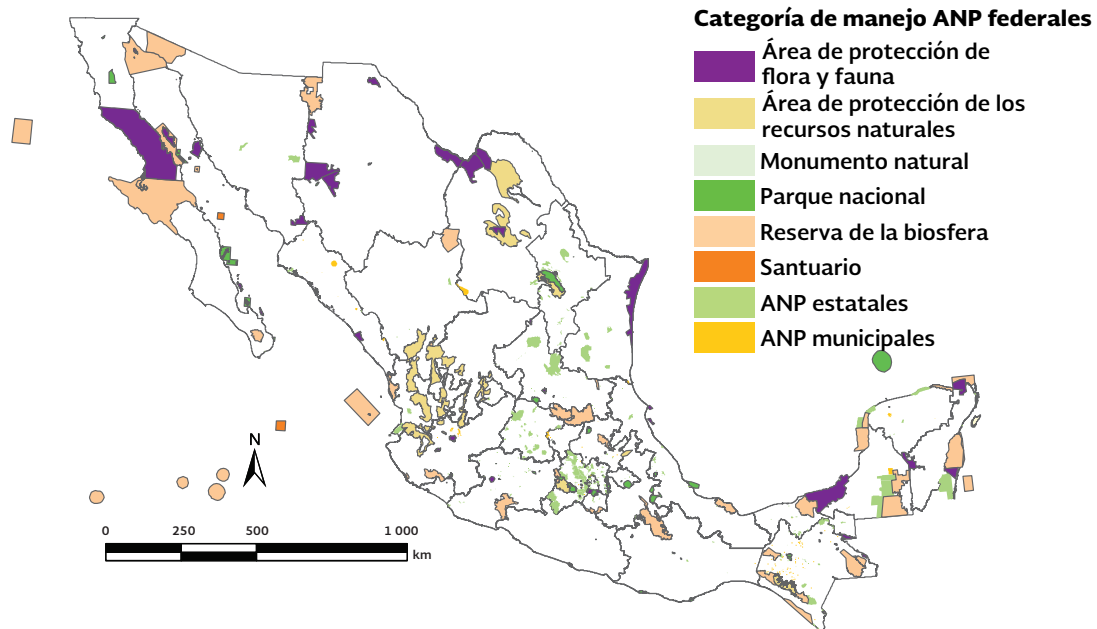 Categoría de manejo ANP federales
Área de protección de
flora y fauna
Área de protección de los
recursos naturales
Monumento natural
Parque nacional
Reserva de la biosfera
Santuario
ANP estatales
ANP municipales
N
0 250 500 1 000
km